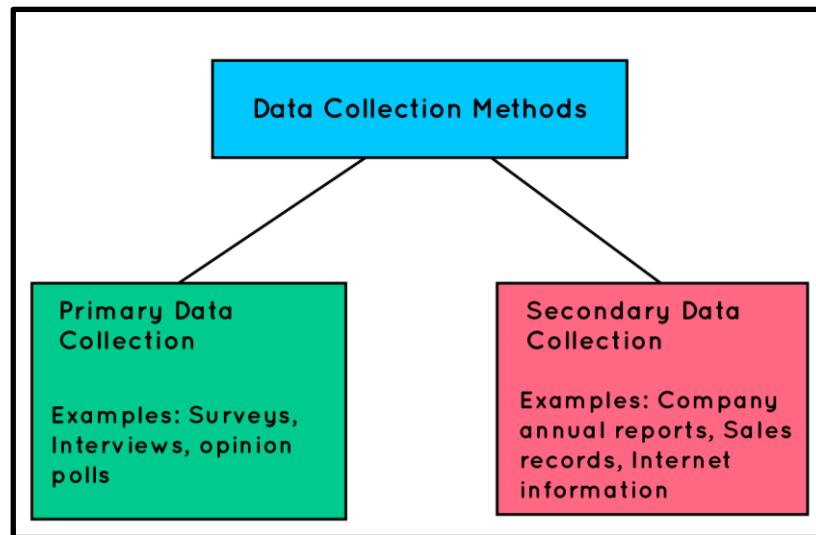 Data Collection Methods
Primary Data
Collection
Examples: Surveys,
Interviews, opinion
polls
Secondary Data
Collection
Examples: Company
annual reports, Sales
records, Internet
information